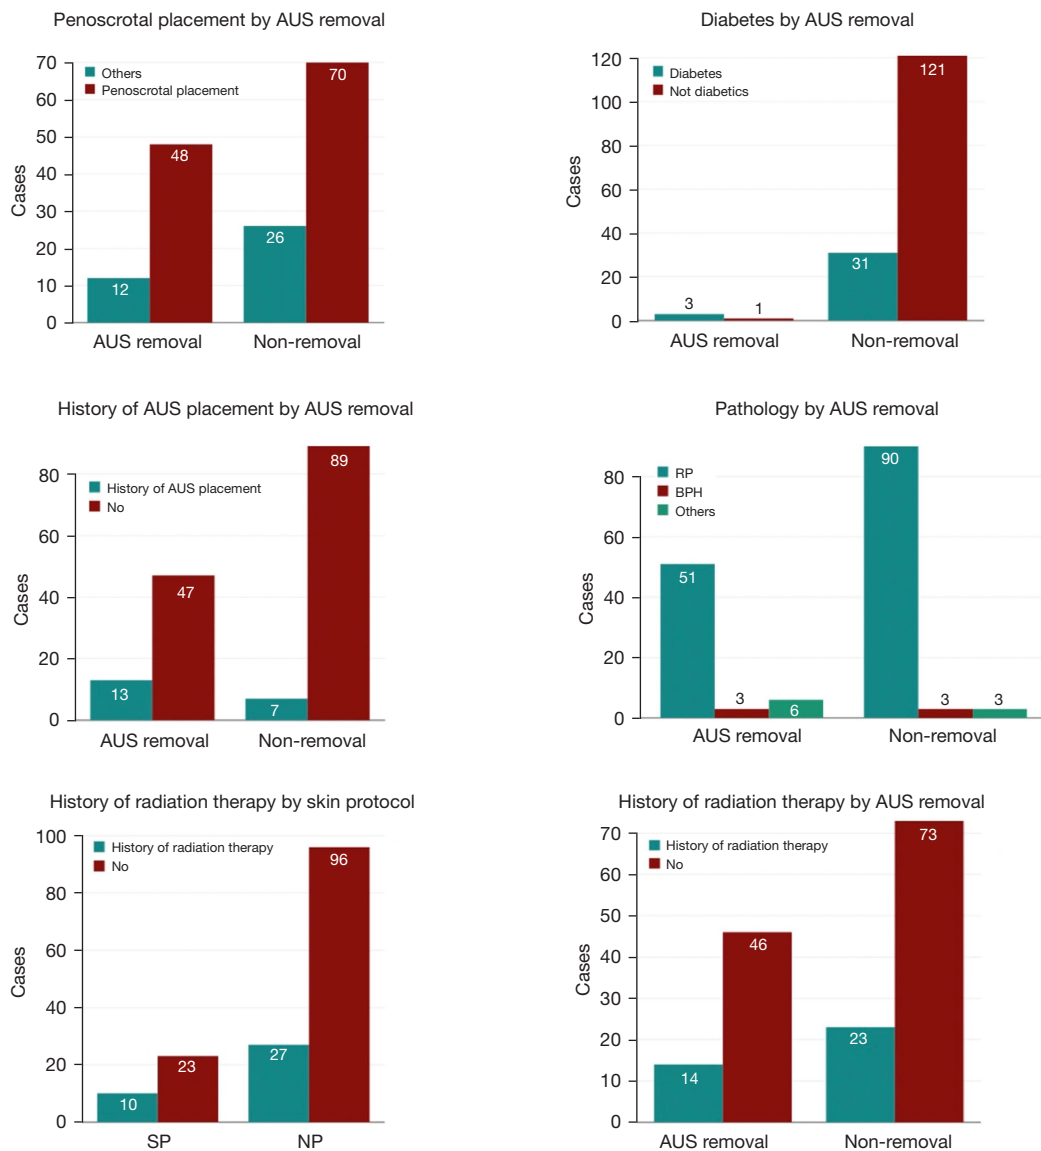 Penoscrotal placement by AUS removal
Others
Penoscrotal placement
Cases
70
60
50
40
30
20
10
0
12
48
26
70
AUS removal
Non-removal
Diabetes by AUS removal
Diabetes
Not diabetics
Cases
120
100
80
60
40
20
0
3
1
31
121
AUS removal
Non-removal
History of AUS placement by AUS removal
History of AUS placement
No
Cases
80
60
40
20
0
13
47
7
89
AUS removal
Non-removal
Pathology by AUS removal
RP
BPH
Others
Cases
80
60
40
20
0
51
3
6
90
3
3
AUS removal
Non-removal
History of radiation therapy by skin protocol
History of radiation therapy
No
Cases
100
80
60
40
20
0
10
23
27
96
SP
NP
History of radiation therapy by AUS removal
History of radiation therapy
No
Cases
70
60
50
40
30
20
10
0
14
46
23
73
AUS removal
Non-removal